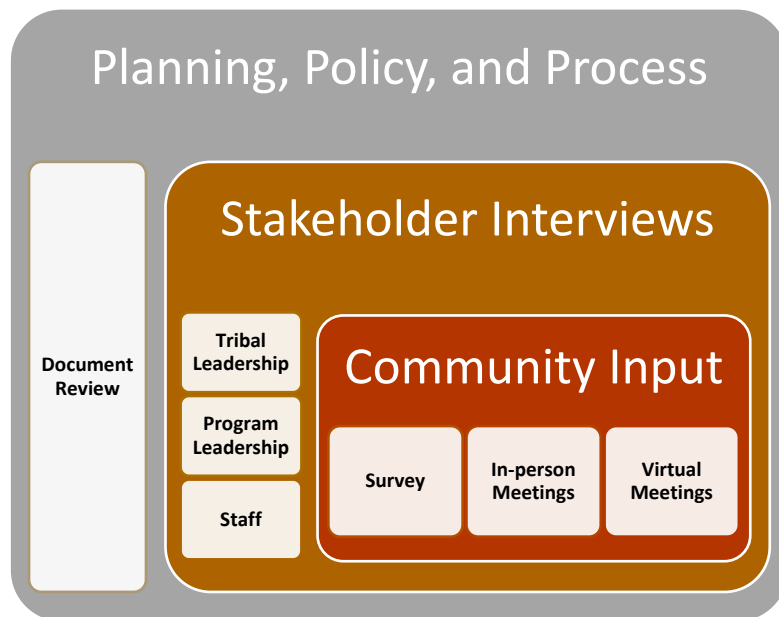 Planning, Policy, and Process
Document
Review
Stakeholder Interviews
Tribal
Leadership
Program
Leadership
Staff
Community Input
Survey
In-person
Meetings
Virtual
Meetings